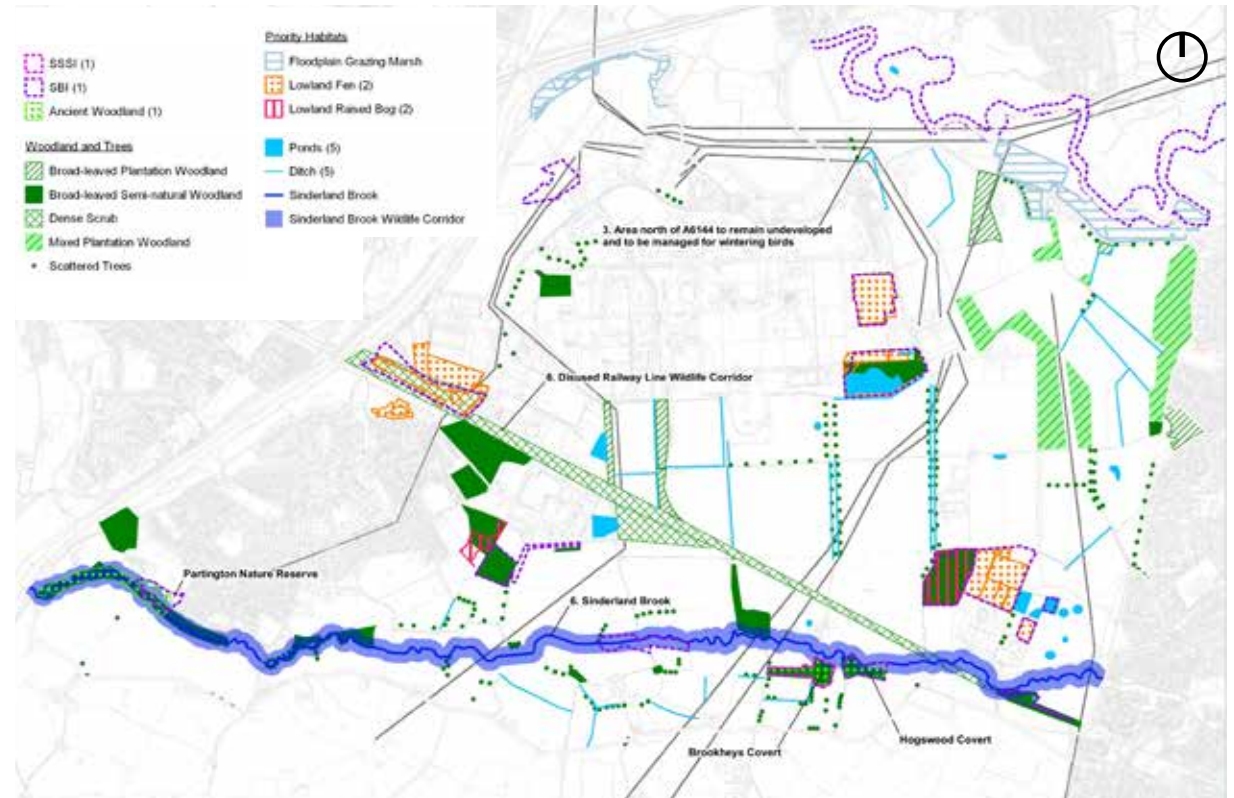 SSSI (1)
SBI (1)
Ancient Woodland (1)
Woodland and Trees
Broad-leaved Plantation Woodland
Broad-leaved Semi-natural Woodland
Dense Scrub
Mixed Plantation Woodland
Scattered Trees
Priority Habitats
Floodplain Grazing Marsh
Lowland Fen (2)
Lowland Raised Bog (2)
Ponds (5)
Ditch (5)
Sinderland Brook
Sinderland Brook Wildlife Corridor
3. Area north of A6144 to remain undeveloped
and to be managed for wintering birds
6. Disused Railway Line Wildlife Corridor
Partington Nature Reserve
6. Sinderland Brook
Hogswood Covert
Brookheys Covert